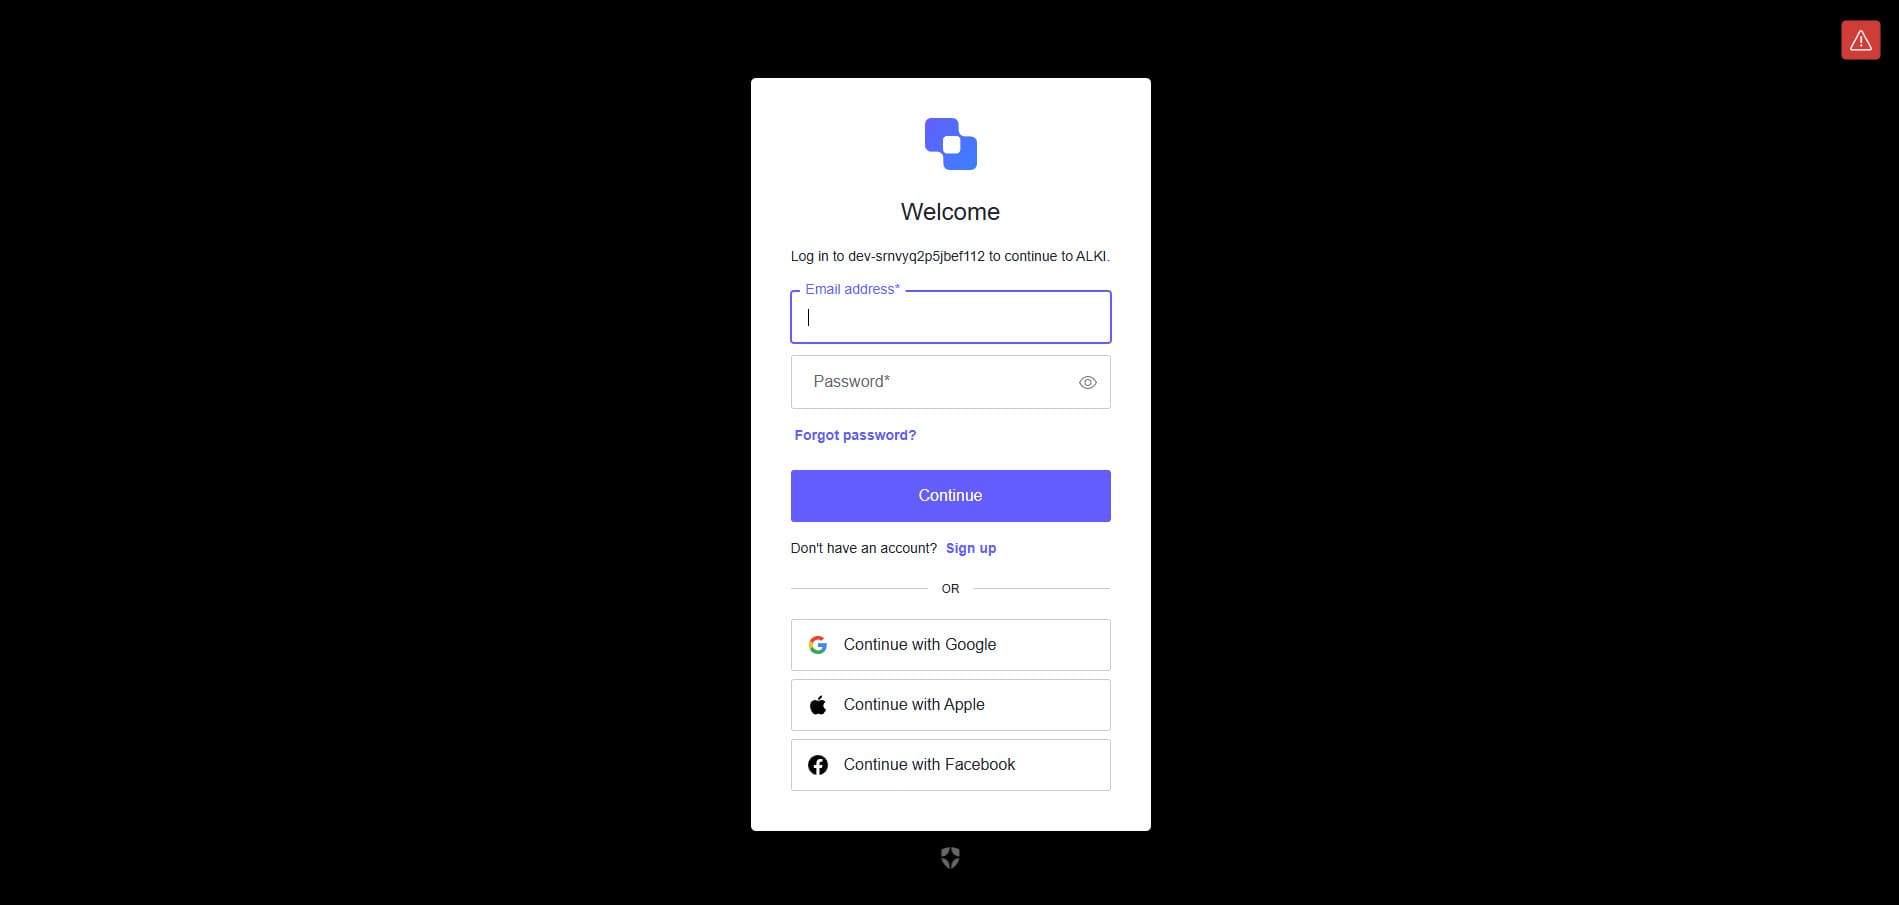 Welcome
Log in to dev-srnvyq2p5jbef112 to continue to ALKI.
Email address*
Password*
Forgot password?
Continue
Don't have an account? Sign up
OR
Continue with Google
Continue with Apple
Continue with Facebook